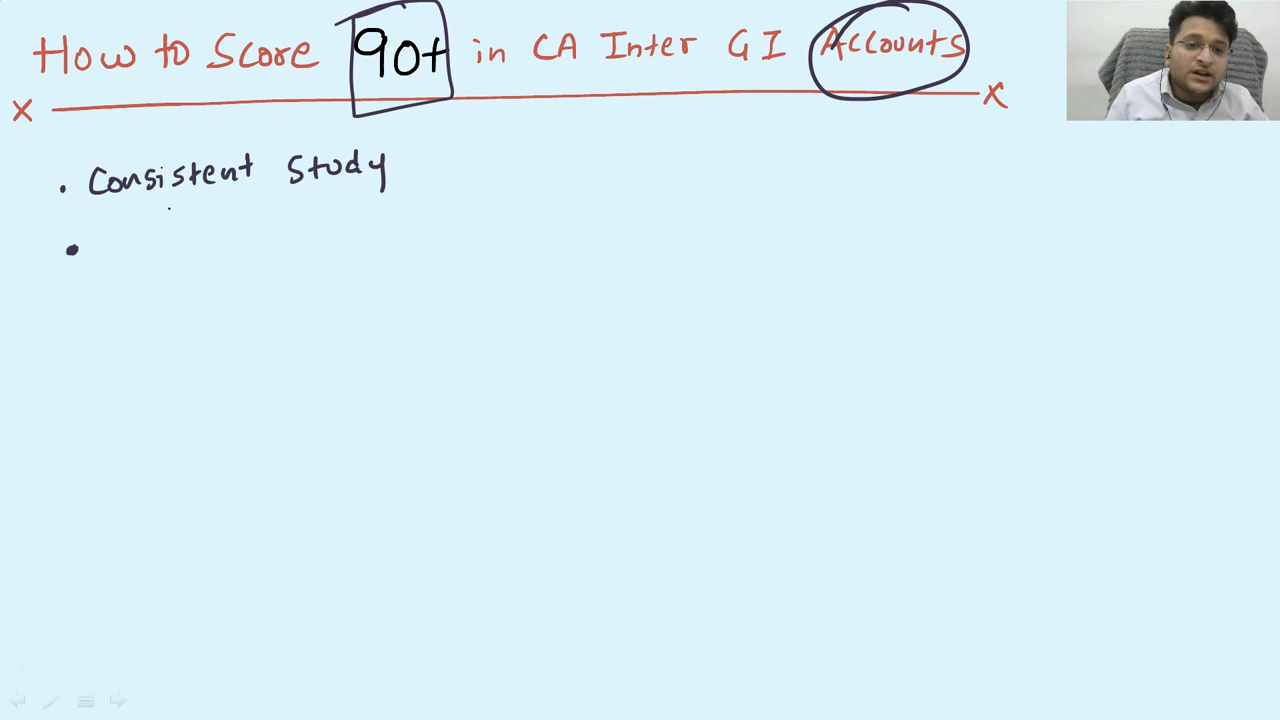 How to Score 90+ in CA Inter G I Accounts
x x
. Consistent Study
•